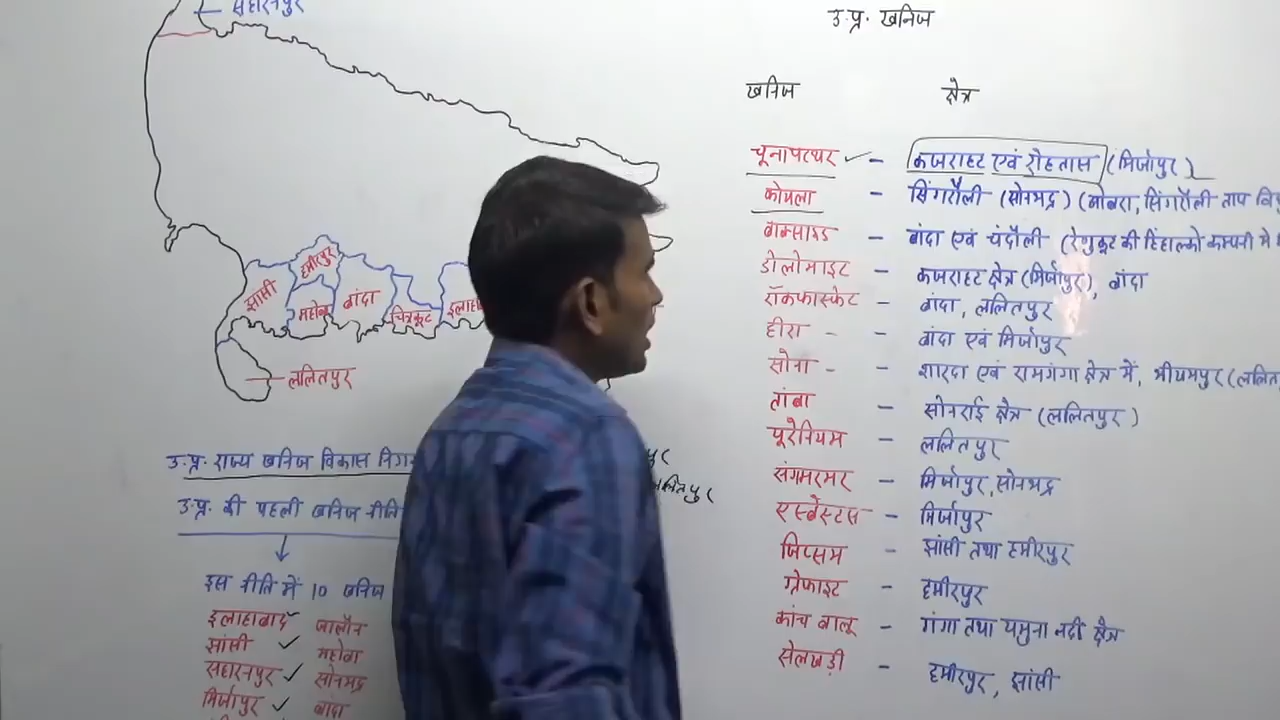 सहारनपुर
झांसी
हमीरपुर
महोबा
बांदा
चित्रकूट
ललितपुर
उ.प्र. राज्य खनिज विकास
उ.प्र. की पहली खनिज नीति
इस नीति में 10 खनिज
इलाहाबाद जालौन
झांसी महोबा
सहारनपुर सोनभद्र
मिर्जापुर बांदा
उ.प्र. खनिज
खनिज क्षेत्र
चूनापत्थर - कजराहट एवं रोहतास (मिर्जापुर)
कोयला - सिंगरौली (सोनभद्र) (ओबरा, सिंगरौली ताप
बाक्साइड - बांदा एवं चंदौली (रेणुकूट की हिंडाल्को कम्पनी मे
डोलोमाइट - कजराहट क्षेत्र (मिर्जापुर), बांदा
रॉकफास्फेट - बांदा, ललितपुर
हीरा - बांदा एवं मिर्जापुर
सोना - शारदा एवं रामगंगा क्षेत्र में,
तांबा - सोनराई क्षेत्र (ललितपुर)
यूरेनियम - ललितपुर
संगमरमर - मिर्जापुर, सोनभद्र
एस्बेस्टस - मिर्जापुर
जिप्सम - झांसी तथा हमीरपुर
ग्रेफाइट - हमीरपुर
कांच बालू - गंगा तथा यमुना नदी क्षेत्र
सेलखड़ी - हमीरपुर, झांसी